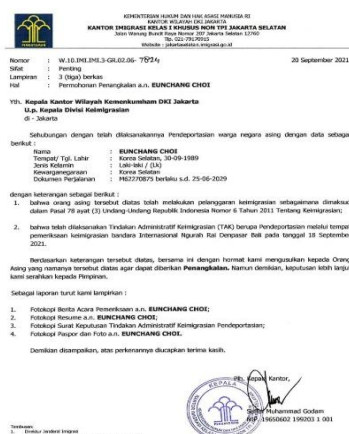 KEMENTERIAN HUKUM DAN HAK ASASI MANUSIA RI
KANTOR WILAYAH DKI JAKARTA
KANTOR IMIGRASI KELAS I KHUSUS NON TPI JAKARTA SELATAN
Jalan Warung Buncit Raya Nomor 207 Jakarta Selatan 12760
Tlp. 021-79170915
Website : jakartaselatan.imigrasi.go.id
Nomor : W.10.IMI.IMI.3-GR.02.06- 20 September 2021
Sifat : Penting
Lampiran : 3 (tiga) berkas
Hal : Permohonan Penangkalan a.n. EUNCHANG CHOI
Yth. Kepala Kantor Wilayah Kemenkumham DKI Jakarta
U.p. Kepala Divisi Keimigrasian
di - Jakarta
Sehubungan dengan telah dilaksanakannya Pendeportasian warga negara asing dengan data sebagai
berikut :
Nama : EUNCHANG CHOI
Tempat/ Tgl. Lahir : Korea Selatan, 30-09-1989
Jenis Kelamin : Laki-laki / (Lk)
Kewarganegaraan : Korea Selatan
Dokumen Perjalanan : M62770875 berlaku s.d. 25-06-2029
dengan keterangan sebagai berikut :
1. bahwa orang asing tersebut diatas telah melakukan pelanggaran keimigrasian sebagaimana dimaksud
dalam Pasal 78 ayat (3) Undang-Undang Republik Indonesia Nomor 6 Tahun 2011 Tentang Keimigrasian;
2. bahwa telah dilaksanakan Tindakan Administratif Keimigrasian (TAK) berupa Pendeportasian melalui tempat
pemeriksaan keimigrasian bandara Internasional Ngurah Rai Denpasar Bali pada tanggal 18 September
2021.
Berdasarkan keterangan tersebut diatas, bersama ini dengan hormat kami mengusulkan kepada Orang
Asing yang namanya tersebut diatas agar dapat diberikan Penangkalan. Namun demikian, keputusan lebih lanjut
kami serahkan kepada Pimpinan.
Sebagai laporan turut kami lampirkan :
1. Fotokopi Berita Acara Pemeriksaan a.n. EUNCHANG CHOI;
2. Fotokopi Resume a.n. EUNCHANG CHOI;
3. Fotokopi Surat Keputusan Tindakan Administratif Keimigrasian Pendeportasian;
4. Fotokopi Paspor dan Foto a.n. EUNCHANG CHOI.
Demikian disampaikan, atas perkenannya diucapkan terima kasih.
Plh. Kepala Kantor,
KEPALA
Muhammad Godam
NIP. 19650602 199203 1 001
Tembusan:
1. Direktur Jenderal Imigrasi